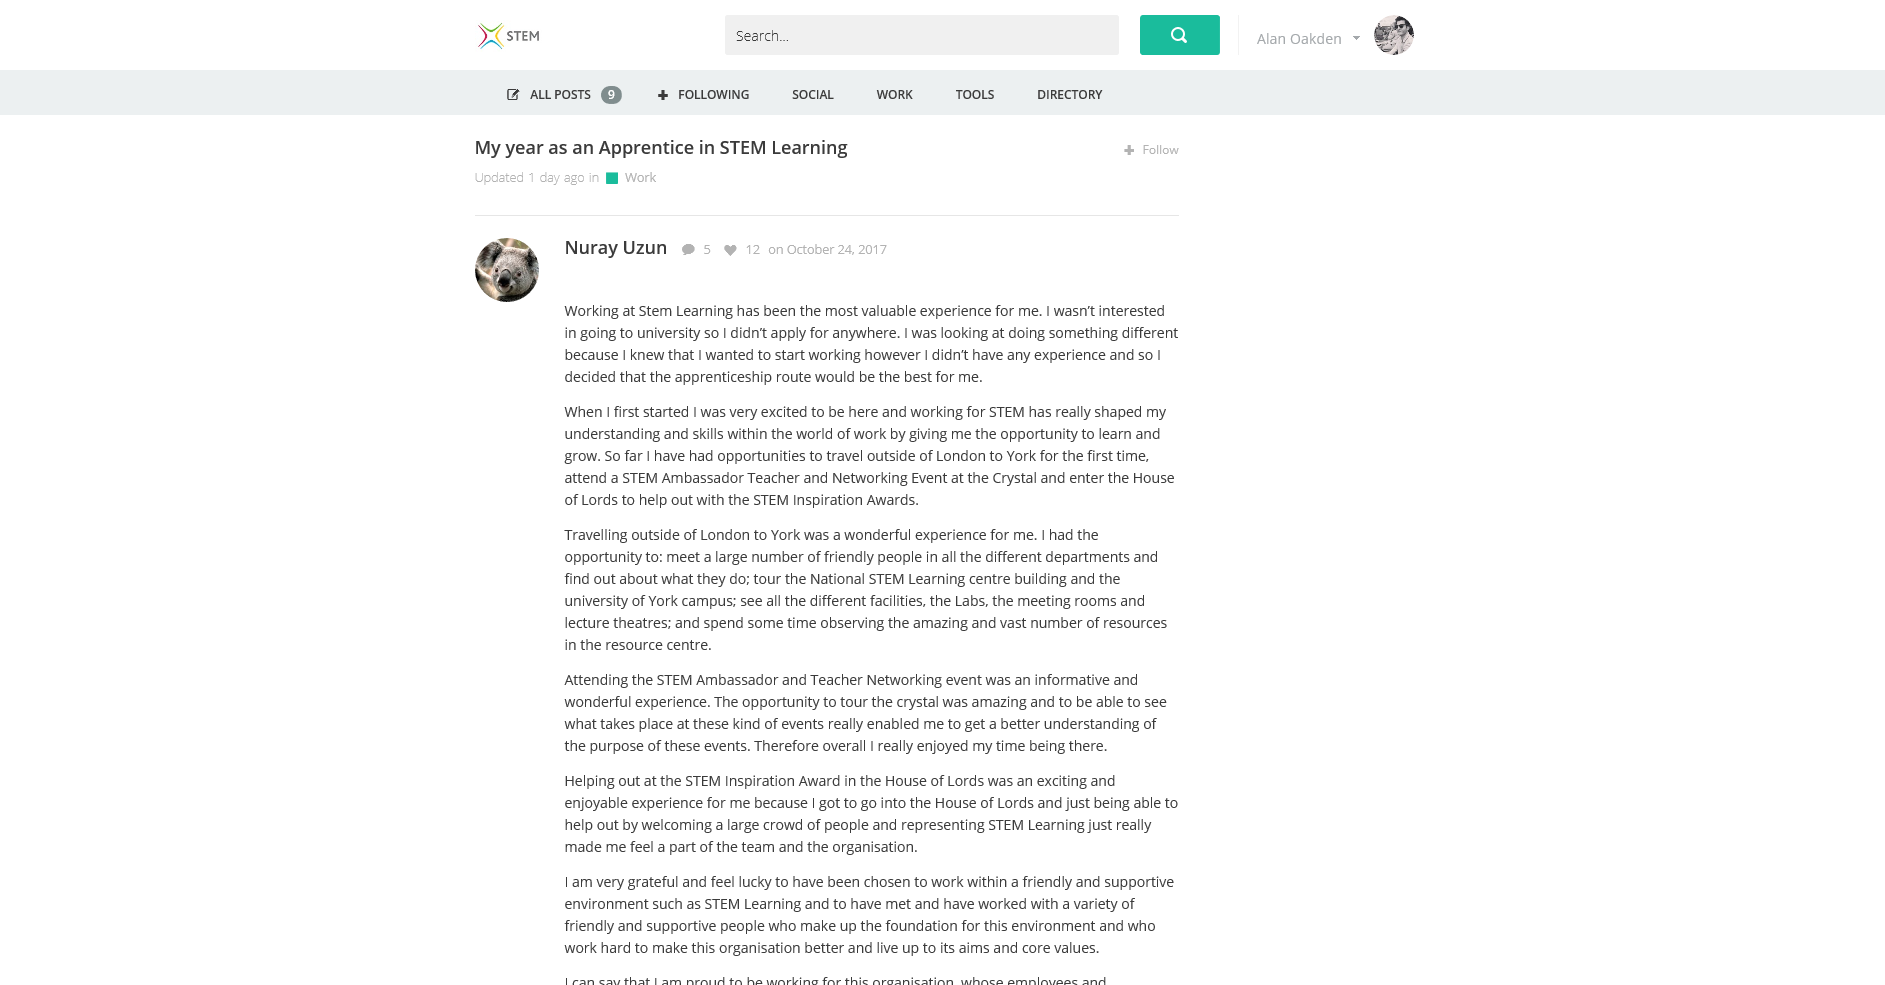 STEM
Search...
Alan Oakden
ALL POSTS 9
FOLLOWING
SOCIAL
WORK
TOOLS
DIRECTORY
My year as an Apprentice in STEM Learning
Follow
Updated 1 day ago in Work
Nuray Uzun 5 12 on October 24, 2017
Working at Stem Learning has been the most valuable experience for me. I wasn’t interested
in going to university so I didn’t apply for anywhere. I was looking at doing something different
because I knew that I wanted to start working however I didn’t have any experience and so I
decided that the apprenticeship route would be the best for me.
When I first started I was very excited to be here and working for STEM has really shaped my
understanding and skills within the world of work by giving me the opportunity to learn and
grow. So far I have had opportunities to travel outside of London to York for the first time,
attend a STEM Ambassador Teacher and Networking Event at the Crystal and enter the House
of Lords to help out with the STEM Inspiration Awards.
Travelling outside of London to York was a wonderful experience for me. I had the
opportunity to: meet a large number of friendly people in all the different departments and
find out about what they do; tour the National STEM Learning centre building and the
university of York campus; see all the different facilities, the Labs, the meeting rooms and
lecture theatres; and spend some time observing the amazing and vast number of resources
in the resource centre.
Attending the STEM Ambassador and Teacher Networking event was an informative and
wonderful experience. The opportunity to tour the crystal was amazing and to be able to see
what takes place at these kind of events really enabled me to get a better understanding of
the purpose of these events. Therefore overall I really enjoyed my time being there.
Helping out at the STEM Inspiration Award in the House of Lords was an exciting and
enjoyable experience for me because I got to go into the House of Lords and just being able to
help out by welcoming a large crowd of people and representing STEM Learning just really
made me feel a part of the team and the organisation.
I am very grateful and feel lucky to have been chosen to work within a friendly and supportive
environment such as STEM Learning and to have met and have worked with a variety of
friendly and supportive people who make up the foundation for this environment and who
work hard to make this organisation better and live up to its aims and core values.
I can say that I am proud to be working for this organisation, whose employees and